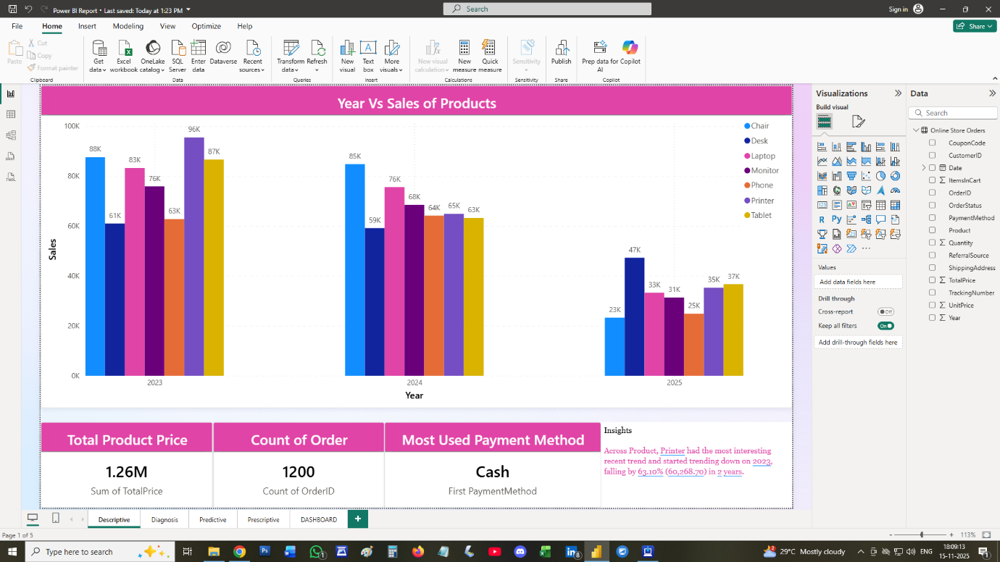 Power BI Report • Last saved: Today at 1:23 PM
Search
Sign in
File Home Insert Modeling View Optimize Help
Share
Paste
Cut
Copy
Format painter
Get data
Excel workbook
OneLake catalog
SQL Server
Enter data
Dataverse
Recent sources
Transform data
Refresh
New visual
Text box
More visuals
New visual calculation
New measure
Quick measure
Sensitivity
Publish
Prep data for AI
Copilot
Clipboard
Data
Queries
Insert
Calculations
Sensitivity
Share
Copilot
Year Vs Sales of Products
100K
80K
60K
40K
20K
0K
Sales
88K
61K
83K
76K
63K
96K
87K
85K
59K
76K
68K
64K
65K
63K
23K
47K
33K
31K
25K
35K
37K
2023
2024
2025
Year
Chair
Desk
Laptop
Monitor
Phone
Printer
Tablet
Total Product Price
1.26M
Sum of TotalPrice
Count of Order
1200
Count of OrderID
Most Used Payment Method
Cash
First PaymentMethod
Insights
Across Product, Printer had the most interesting
recent trend and started trending down on 2023,
falling by 63.10% (60,268.70) in 2 years.
Visualizations
Build visual
R
Py
Values
Add data fields here
Drill through
Cross-report
Off
Keep all filters
On
Add drill-through fields here
Data
Search
Online Store Orders
CouponCode
CustomerID
Date
ItemsInCart
OrderID
OrderStatus
PaymentMethod
Product
Quantity
ReferralSource
ShippingAddress
TotalPrice
TrackingNumber
UnitPrice
Year
Descriptive
Diagnosis
Predictive
Prescriptive
DASHBOARD
Page 1 of 5
113%
Type here to search
29°C Mostly cloudy
ENG
18:09:13
15-11-2025